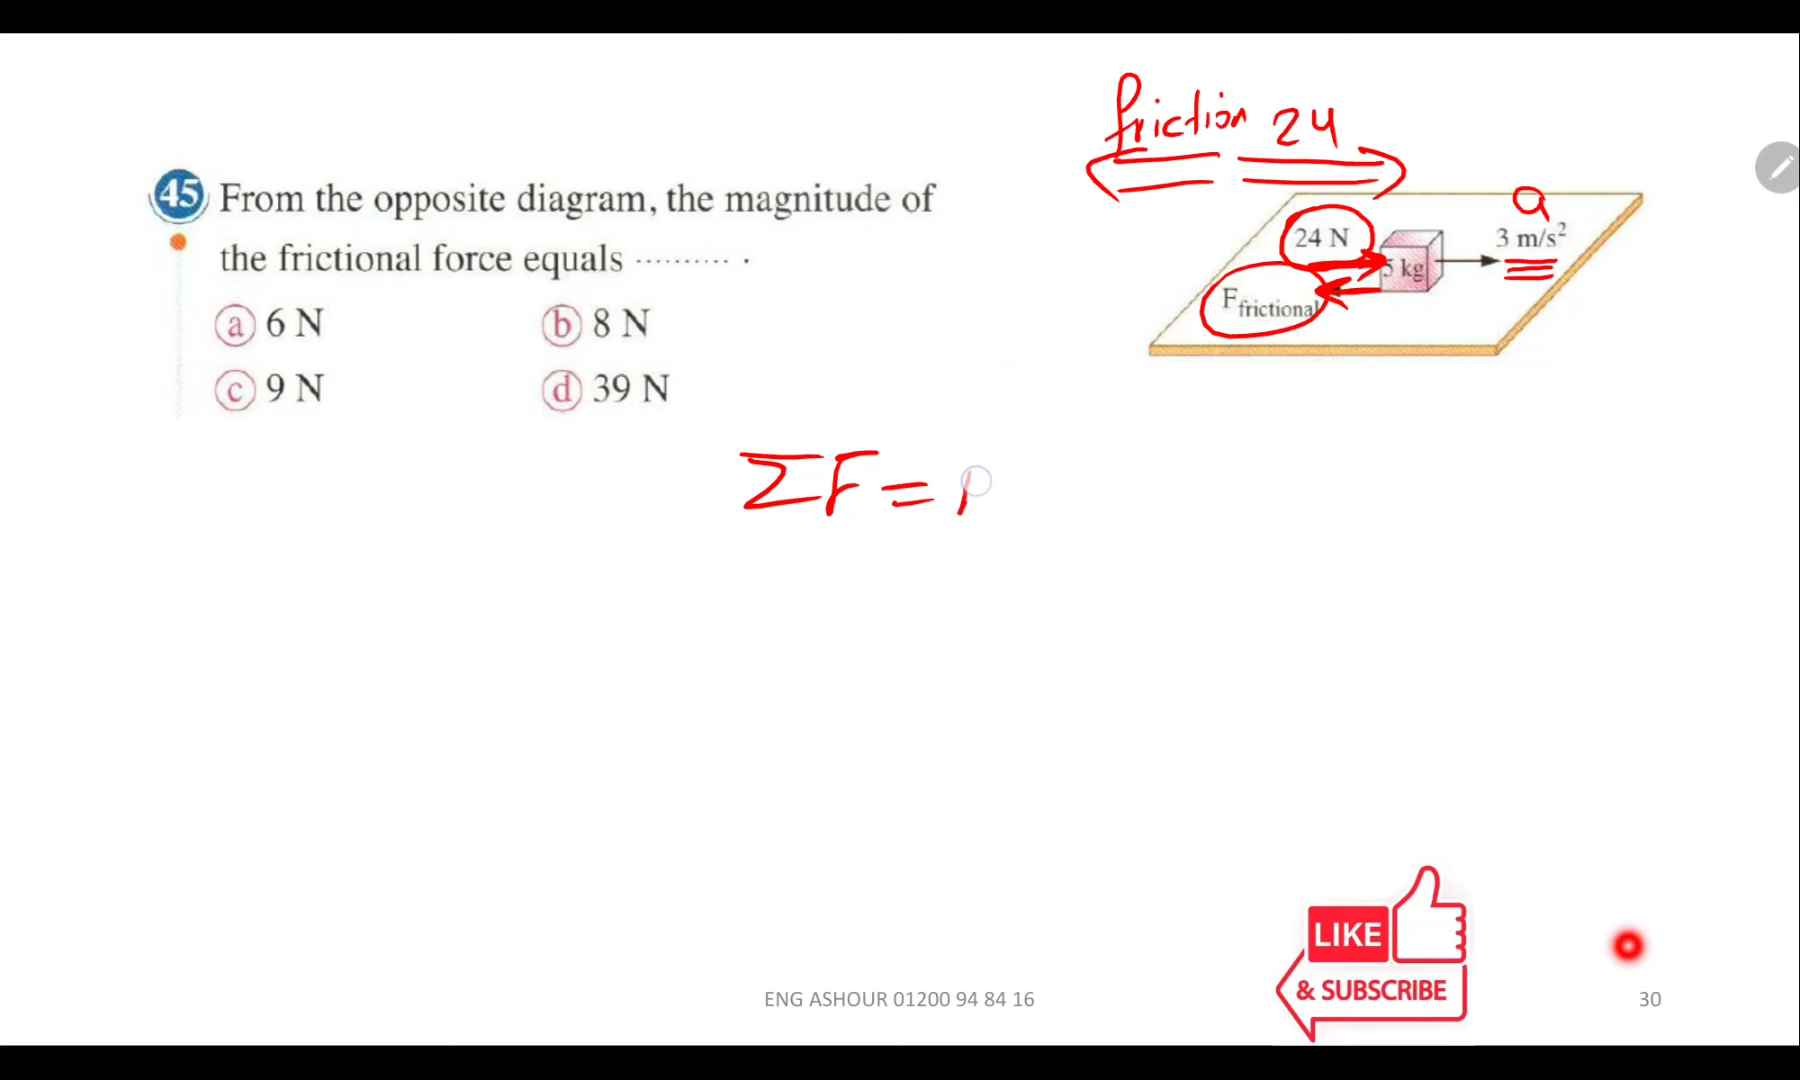 friction 24
45 From the opposite diagram, the magnitude of
the frictional force equals .......... .
a 6 N
b 8 N
c 9 N
d 39 N
a
24 N
5 kg
3 m/s²
F frictional
ΣF =
LIKE
& SUBSCRIBE
ENG ASHOUR 01200 94 84 16
30